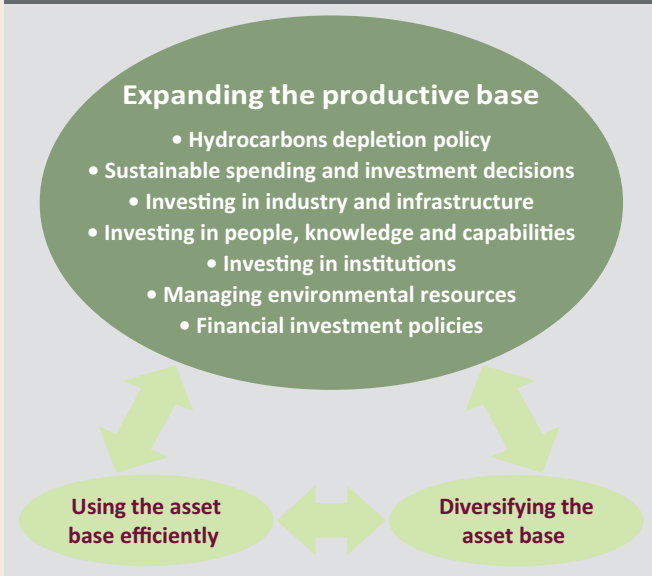 Expanding the productive base
• Hydrocarbons depletion policy
• Sustainable spending and investment decisions
• Investing in industry and infrastructure
• Investing in people, knowledge and capabilities
• Investing in institutions
• Managing environmental resources
• Financial investment policies
Using the asset
base efficiently
Diversifying the
asset base